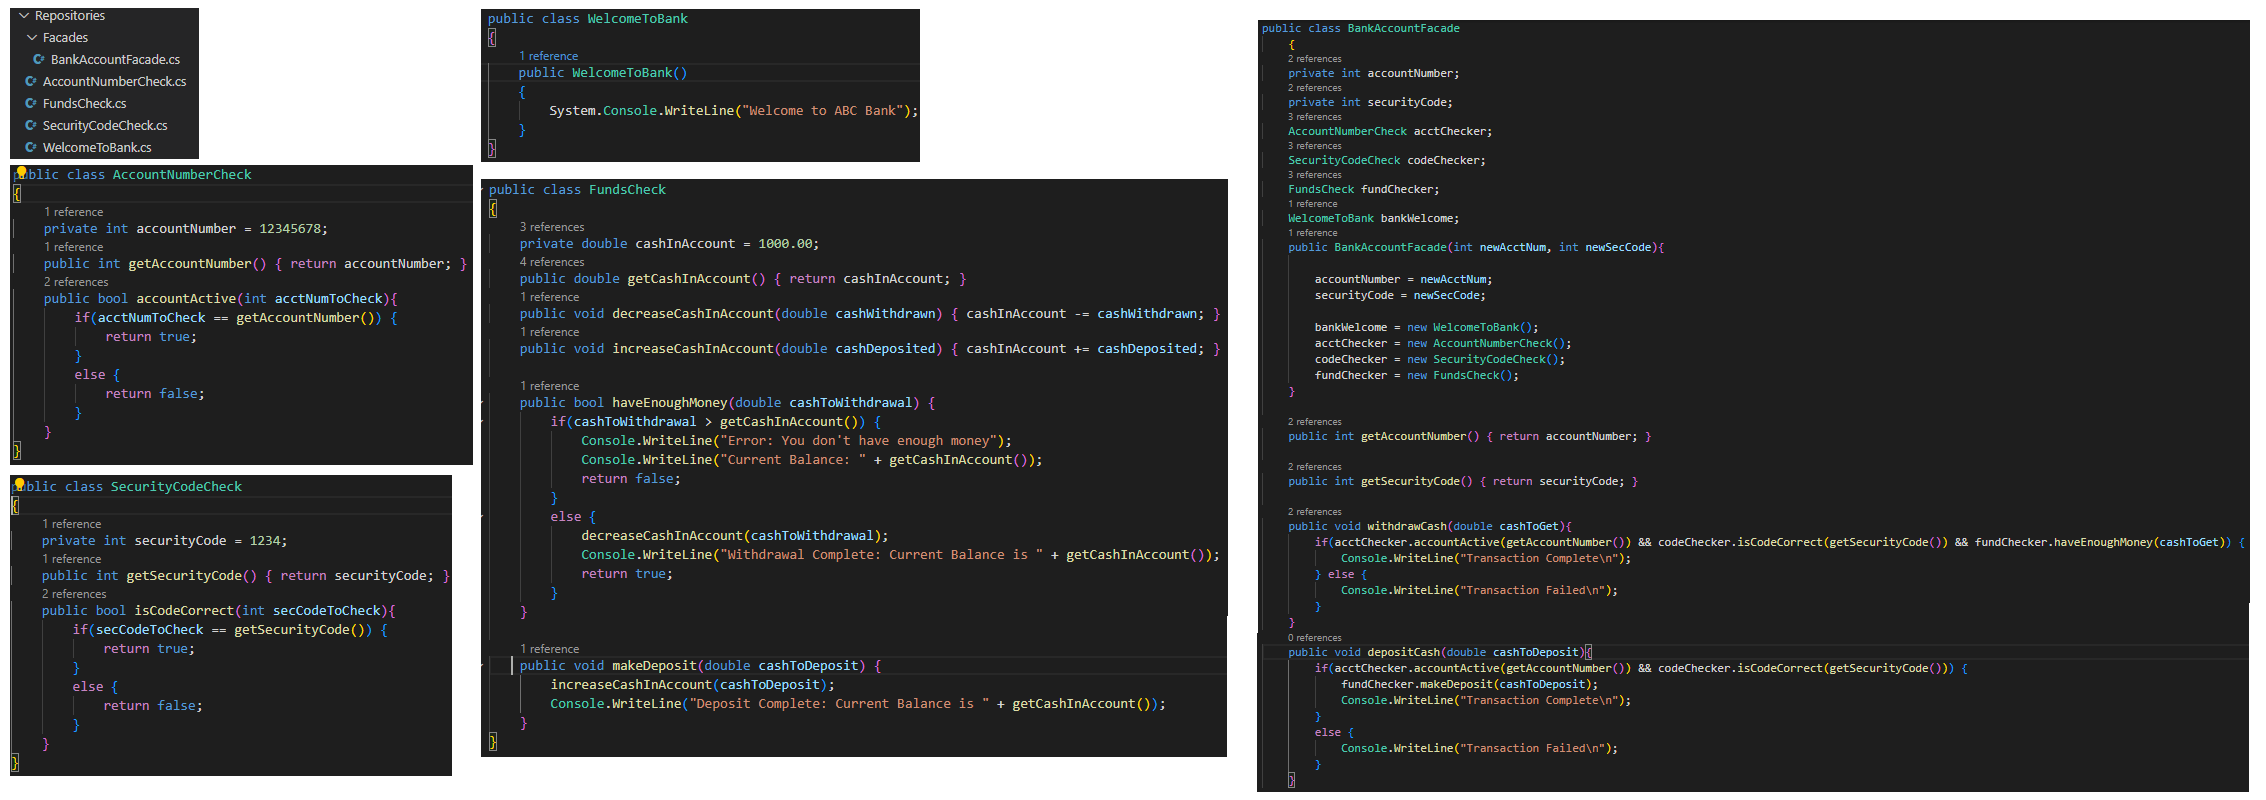 Repositories
Facades
BankAccountFacade.cs
AccountNumberCheck.cs
FundsCheck.cs
SecurityCodeCheck.cs
WelcomeToBank.cs
public class AccountNumberCheck
{
1 reference
private int accountNumber = 12345678;
1 reference
public int getAccountNumber() { return accountNumber; }
2 references
public bool accountActive(int acctNumToCheck){
if(acctNumToCheck == getAccountNumber()) {
return true;
}
else {
return false;
}
}
}
public class SecurityCodeCheck
{
1 reference
private int securityCode = 1234;
1 reference
public int getSecurityCode() { return securityCode; }
2 references
public bool isCodeCorrect(int secCodeToCheck){
if(secCodeToCheck == getSecurityCode()) {
return true;
}
else {
return false;
}
}
}
public class WelcomeToBank
{
1 reference
public WelcomeToBank()
{
System.Console.WriteLine("Welcome to ABC Bank");
}
}
public class FundsCheck
{
3 references
private double cashInAccount = 1000.00;
4 references
public double getCashInAccount() { return cashInAccount; }
1 reference
public void decreaseCashInAccount(double cashWithdrawn) { cashInAccount -= cashWithdrawn; }
1 reference
public void increaseCashInAccount(double cashDeposited) { cashInAccount += cashDeposited; }
1 reference
public bool haveEnoughMoney(double cashToWithdrawal) {
if(cashToWithdrawal > getCashInAccount()) {
Console.WriteLine("Error: You don't have enough money");
Console.WriteLine("Current Balance: " + getCashInAccount());
return false;
}
else {
decreaseCashInAccount(cashToWithdrawal);
Console.WriteLine("Withdrawal Complete: Current Balance is " + getCashInAccount());
return true;
}
}
1 reference
public void makeDeposit(double cashToDeposit) {
increaseCashInAccount(cashToDeposit);
Console.WriteLine("Deposit Complete: Current Balance is " + getCashInAccount());
}
}
public class BankAccountFacade
{
2 references
private int accountNumber;
2 references
private int securityCode;
3 references
AccountNumberCheck acctChecker;
3 references
SecurityCodeCheck codeChecker;
3 references
FundsCheck fundChecker;
1 reference
WelcomeToBank bankWelcome;
1 reference
public BankAccountFacade(int newAcctNum, int newSecCode){
accountNumber = newAcctNum;
securityCode = newSecCode;
bankWelcome = new WelcomeToBank();
acctChecker = new AccountNumberCheck();
codeChecker = new SecurityCodeCheck();
fundChecker = new FundsCheck();
}
2 references
public int getAccountNumber() { return accountNumber; }
2 references
public int getSecurityCode() { return securityCode; }
2 references
public void withdrawCash(double cashToGet){
if(acctChecker.accountActive(getAccountNumber()) && codeChecker.isCodeCorrect(getSecurityCode()) && fundChecker.haveEnoughMoney(cashToGet)) {
Console.WriteLine("Transaction Complete\n");
} else {
Console.WriteLine("Transaction Failed\n");
}
}
0 references
public void depositCash(double cashToDeposit){
if(acctChecker.accountActive(getAccountNumber()) && codeChecker.isCodeCorrect(getSecurityCode())) {
fundChecker.makeDeposit(cashToDeposit);
Console.WriteLine("Transaction Complete\n");
}
else {
Console.WriteLine("Transaction Failed\n");
}
}